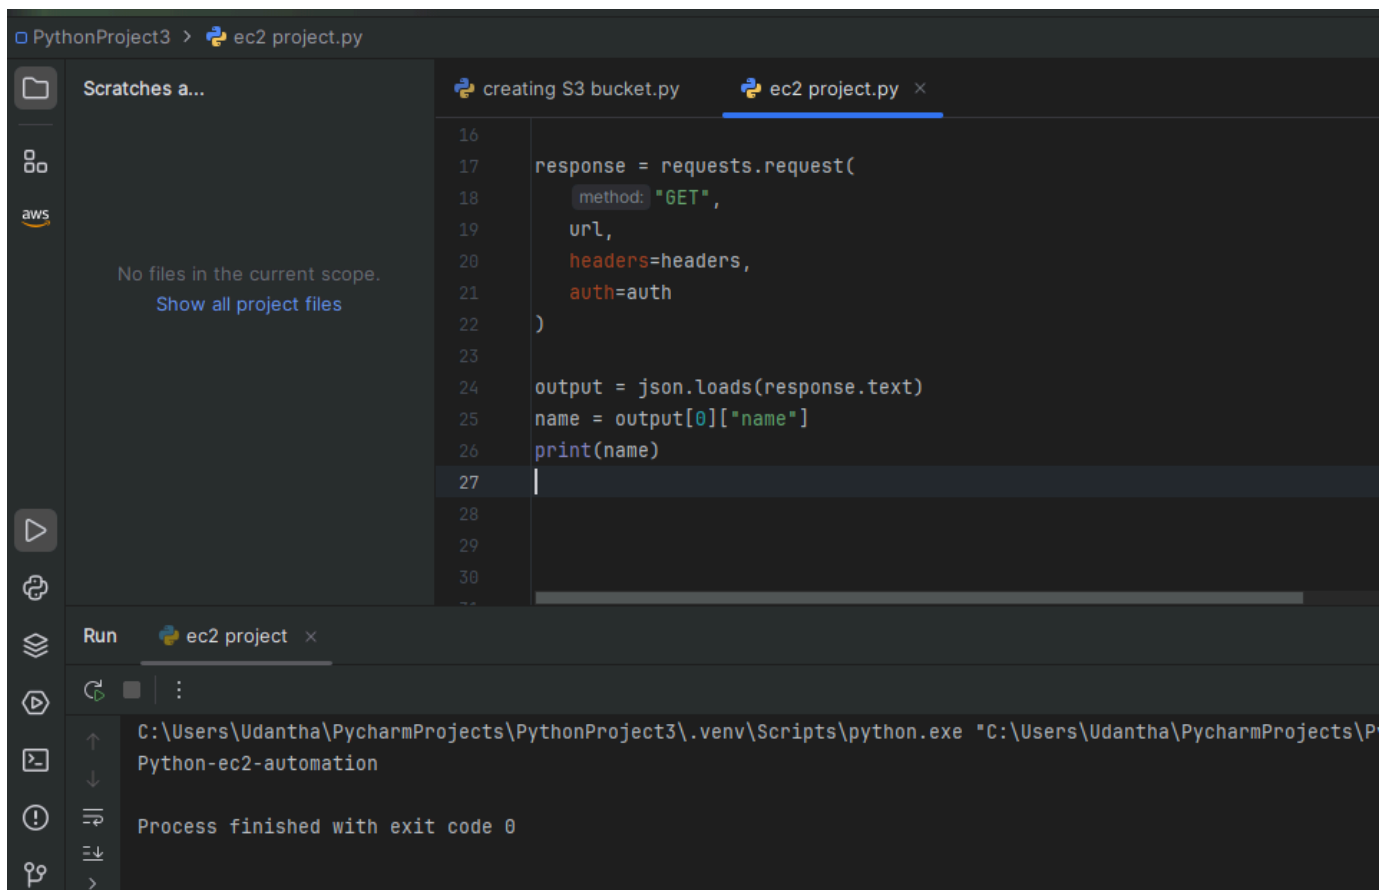 PythonProject3 > ec2 project.py
Scratches a...
creating S3 bucket.py
ec2 project.py ×
aws
No files in the current scope.
Show all project files
16
17 response = requests.request(
18 method: "GET",
19 url,
20 headers=headers,
21 auth=auth
22 )
23
24 output = json.loads(response.text)
25 name = output[0]["name"]
26 print(name)
27
28
29
30
Run
ec2 project ×
C:\Users\Udantha\PycharmProjects\PythonProject3\.venv\Scripts\python.exe "C:\Users\Udantha\PycharmProjects\P
Python-ec2-automation
Process finished with exit code 0